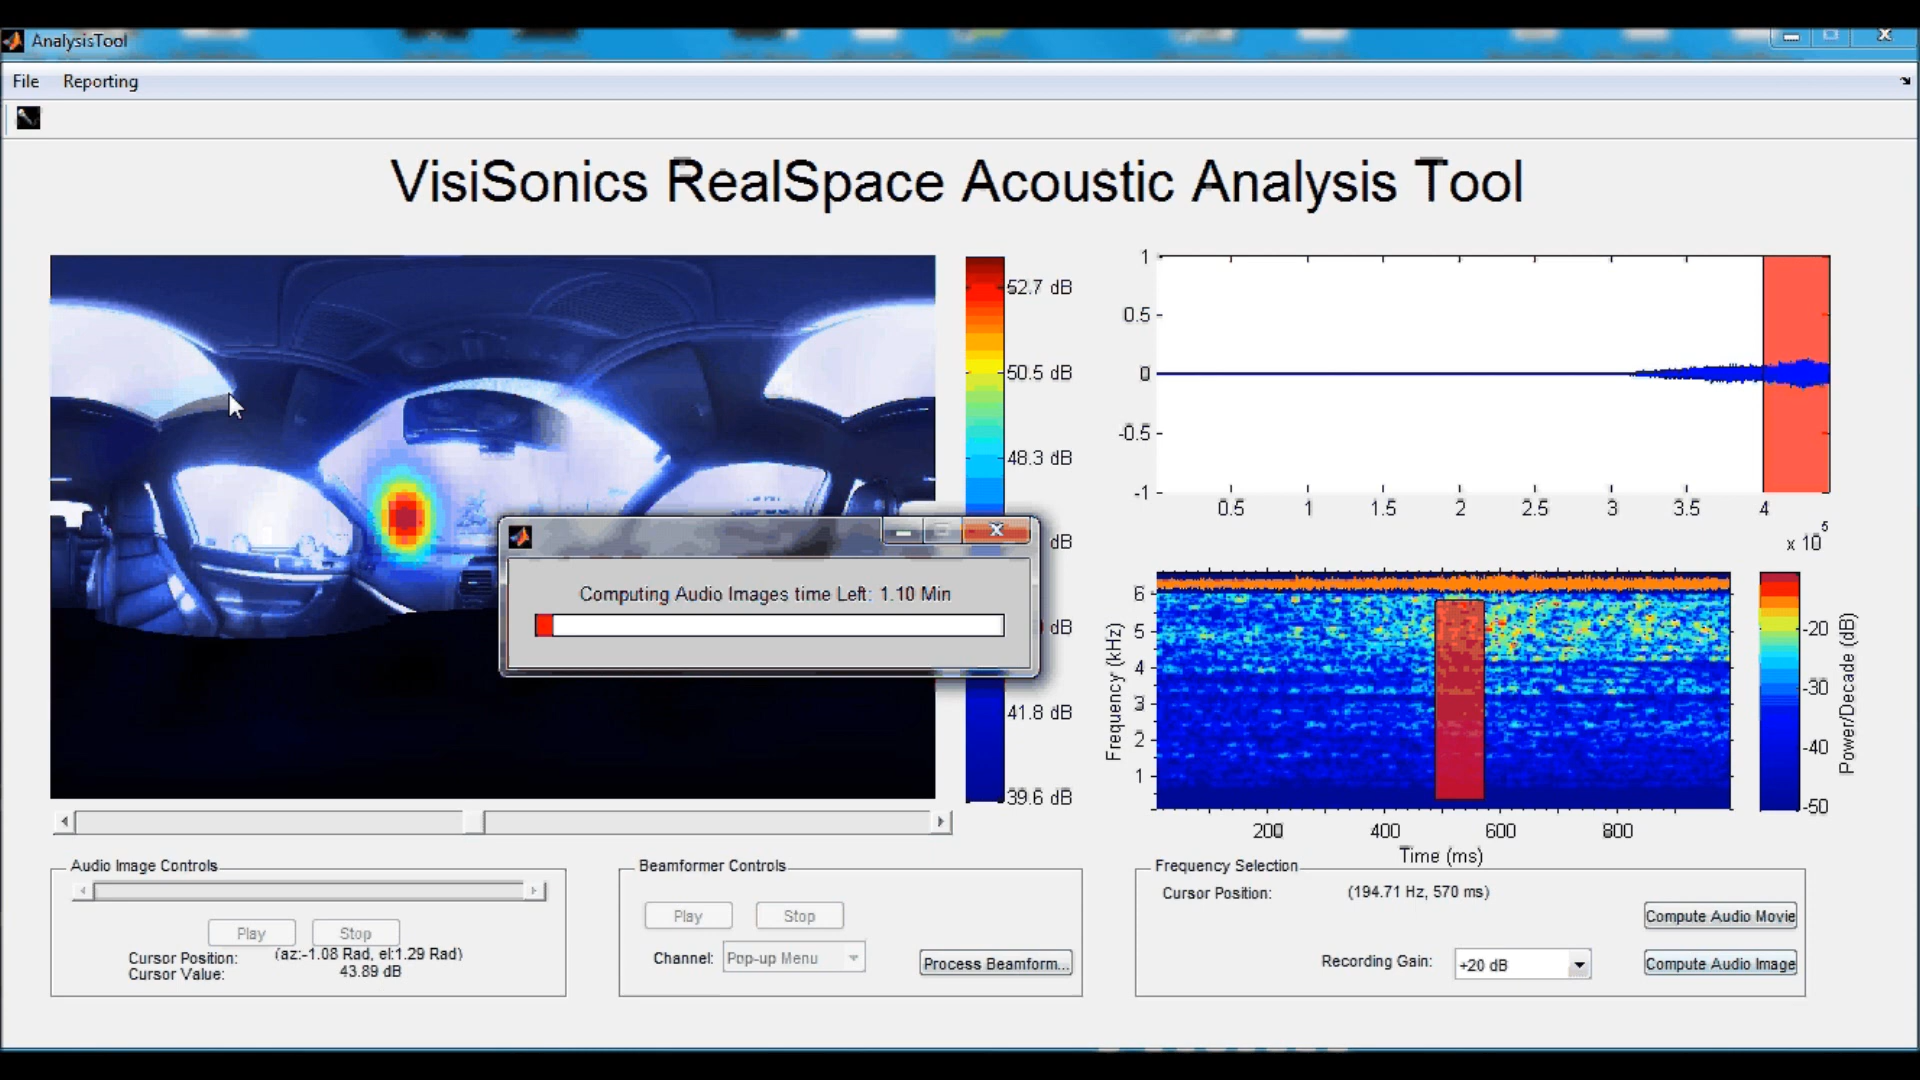 AnalysisTool
File Reporting
VisiSonics RealSpace Acoustic Analysis Tool
52.7 dB
50.5 dB
48.3 dB
dB
dB
41.8 dB
39.6 dB
1
0.5
0
-0.5
-1
0.5 1 1.5 2 2.5 3 3.5 4
x 10^5
Computing Audio Images time Left: 1.10 Min
Frequency (kHz)
6
5
4
3
2
1
200 400 600 800
Time (ms)
-20
-30
-40
-50
Power/Decade (dB)
Audio Image Controls
Play Stop
Cursor Position: (az:-1.08 Rad, el:1.29 Rad)
Cursor Value: 43.89 dB
Beamformer Controls
Play Stop
Channel: Pop-up Menu
Process Beamform...
Frequency Selection
Cursor Position: (194.71 Hz, 570 ms)
Compute Audio Movie
Recording Gain: +20 dB
Compute Audio Image